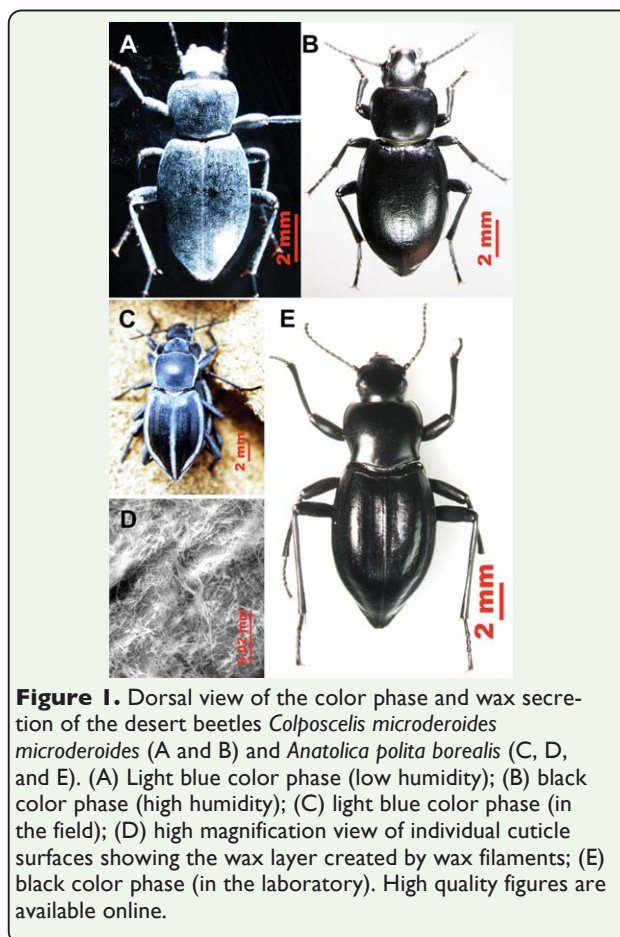 A
B
2 mm
2 mm
C
E
2 mm
D
0.02 mm
2 mm
Figure 1. Dorsal view of the color phase and wax secre-
tion of the desert beetles Colposcelis microderoides
microderoides (A and B) and Anatolica polita borealis (C, D,
and E). (A) Light blue color phase (low humidity); (B) black
color phase (high humidity); (C) light blue color phase (in
the field); (D) high magnification view of individual cuticle
surfaces showing the wax layer created by wax filaments; (E)
black color phase (in the laboratory). High quality figures are
available online.